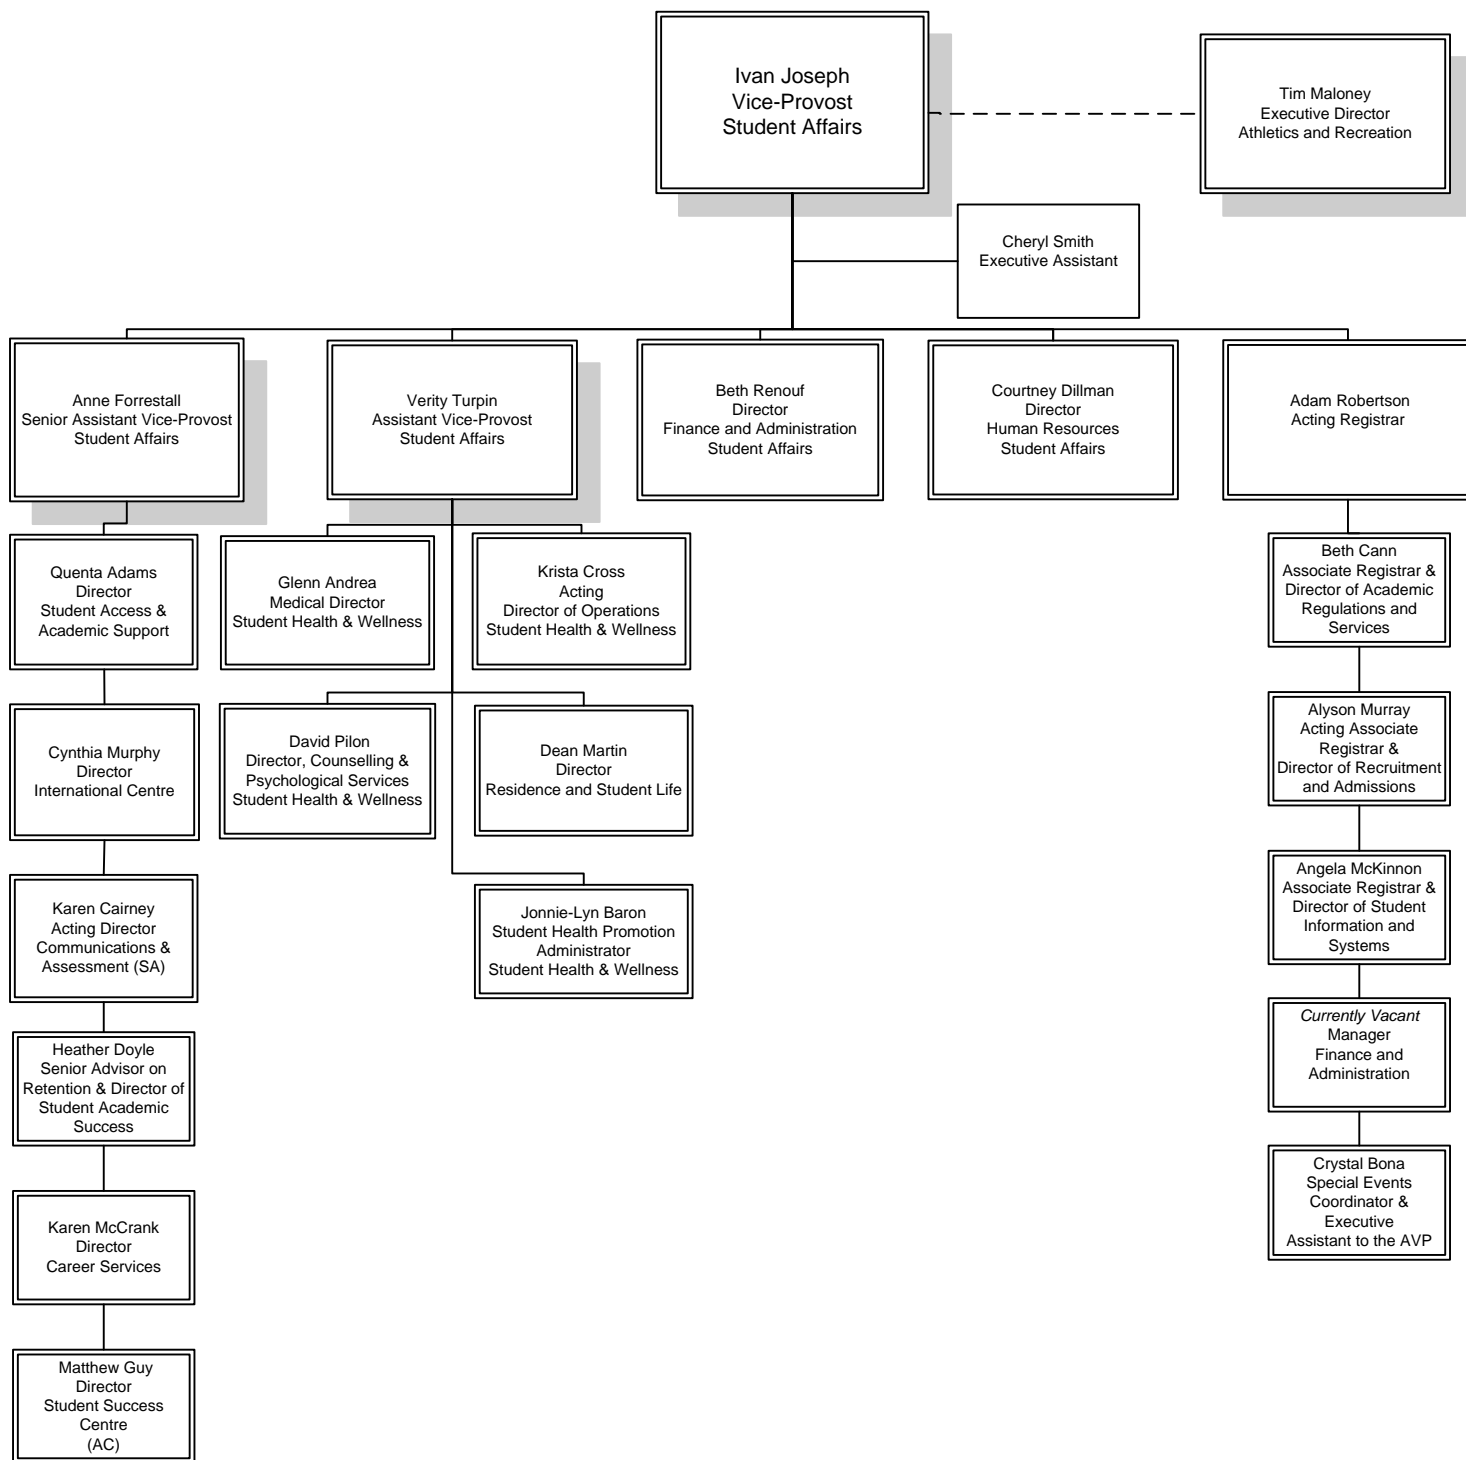 Ivan Joseph
Vice-Provost
Student Affairs
Tim Maloney
Executive Director
Athletics and Recreation
Cheryl Smith
Executive Assistant
Anne Forrestall
Senior Assistant Vice-Provost
Student Affairs
Verity Turpin
Assistant Vice-Provost
Student Affairs
Beth Renouf
Director
Finance and Administration
Student Affairs
Courtney Dillman
Director
Human Resources
Student Affairs
Adam Robertson
Acting Registrar
Quenta Adams
Director
Student Access &
Academic Support
Glenn Andrea
Medical Director
Student Health & Wellness
Krista Cross
Acting
Director of Operations
Student Health & Wellness
Beth Cann
Associate Registrar &
Director of Academic
Regulations and
Services
Cynthia Murphy
Director
International Centre
David Pilon
Director, Counselling &
Psychological Services
Student Health & Wellness
Dean Martin
Director
Residence and Student Life
Alyson Murray
Acting Associate
Registrar &
Director of Recruitment
and Admissions
Karen Cairney
Acting Director
Communications &
Assessment (SA)
Jonnie-Lyn Baron
Student Health Promotion
Administrator
Student Health & Wellness
Angela McKinnon
Associate Registrar &
Director of Student
Information and
Systems
Heather Doyle
Senior Advisor on
Retention & Director of
Student Academic
Success
Currently Vacant
Manager
Finance and
Administration
Karen McCrank
Director
Career Services
Crystal Bona
Special Events
Coordinator &
Executive
Assistant to the AVP
Matthew Guy
Director
Student Success
Centre
(AC)